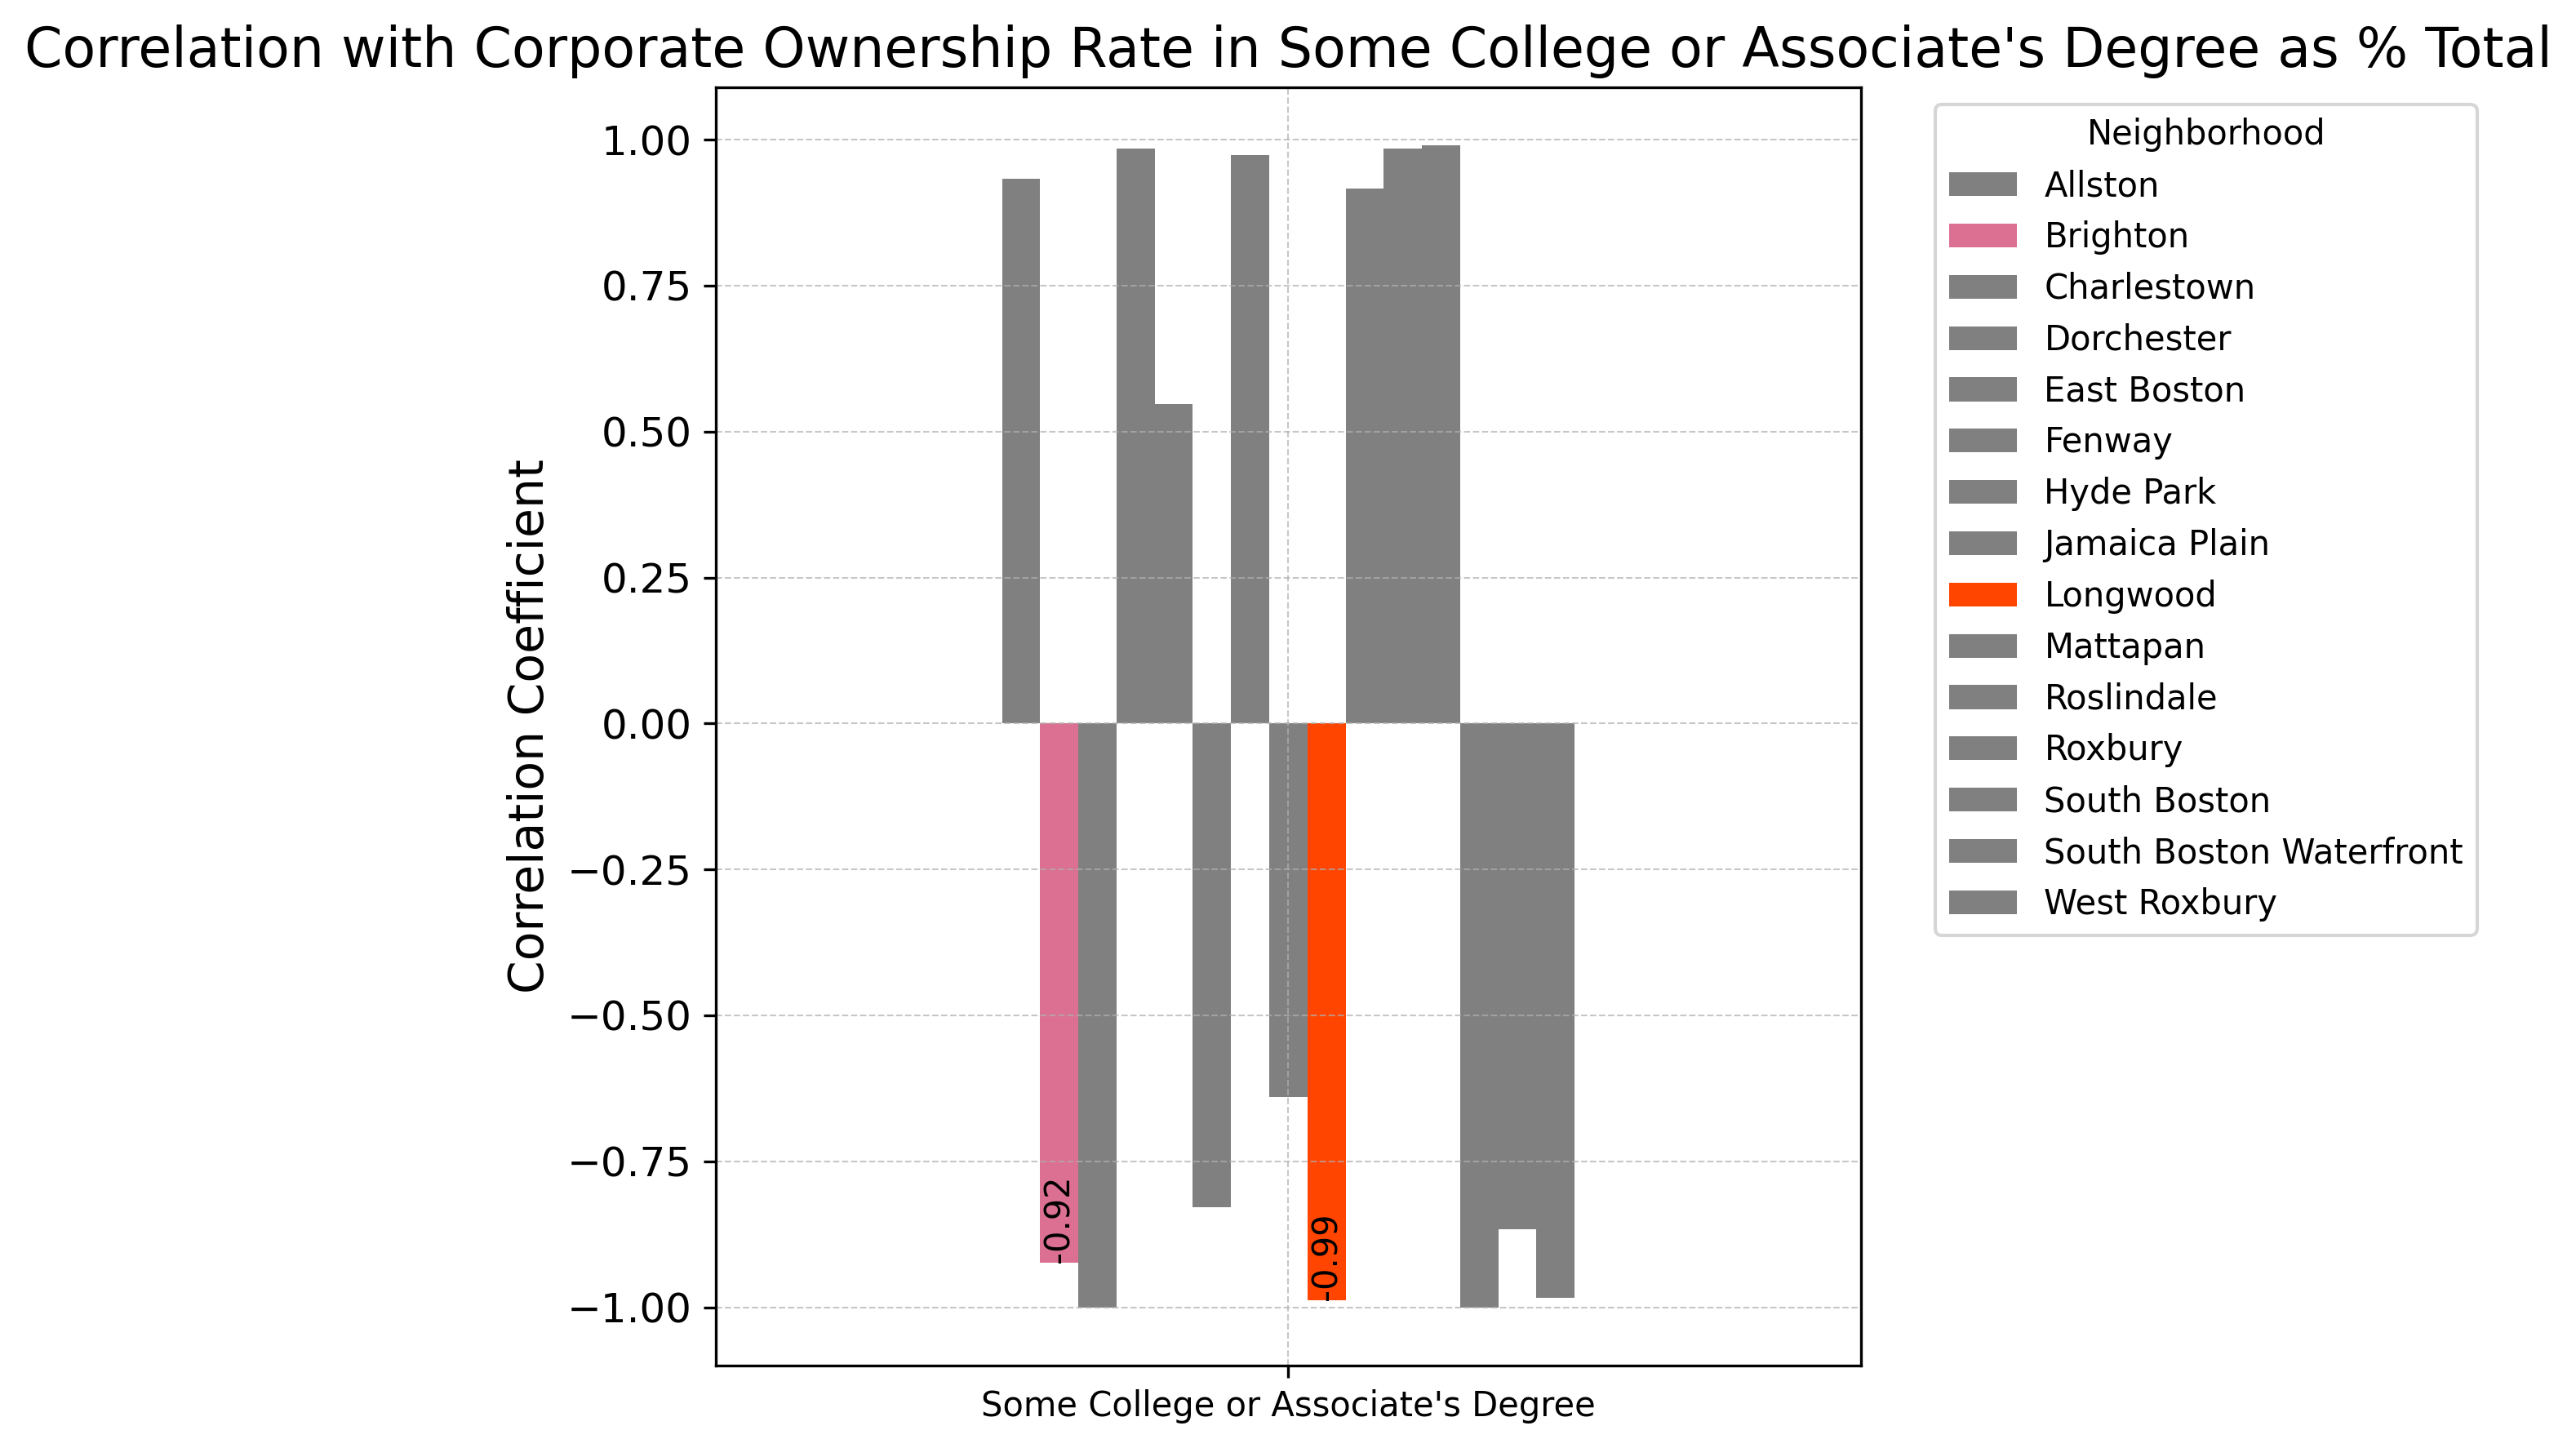 Correlation with Corporate Ownership Rate in Some College or Associate's Degree as % Total
Correlation Coefficient
1.00
0.75
0.50
0.25
0.00
−0.25
−0.50
−0.75
−1.00
-0.92
-0.99
Some College or Associate's Degree
Neighborhood
Allston
Brighton
Charlestown
Dorchester
East Boston
Fenway
Hyde Park
Jamaica Plain
Longwood
Mattapan
Roslindale
Roxbury
South Boston
South Boston Waterfront
West Roxbury